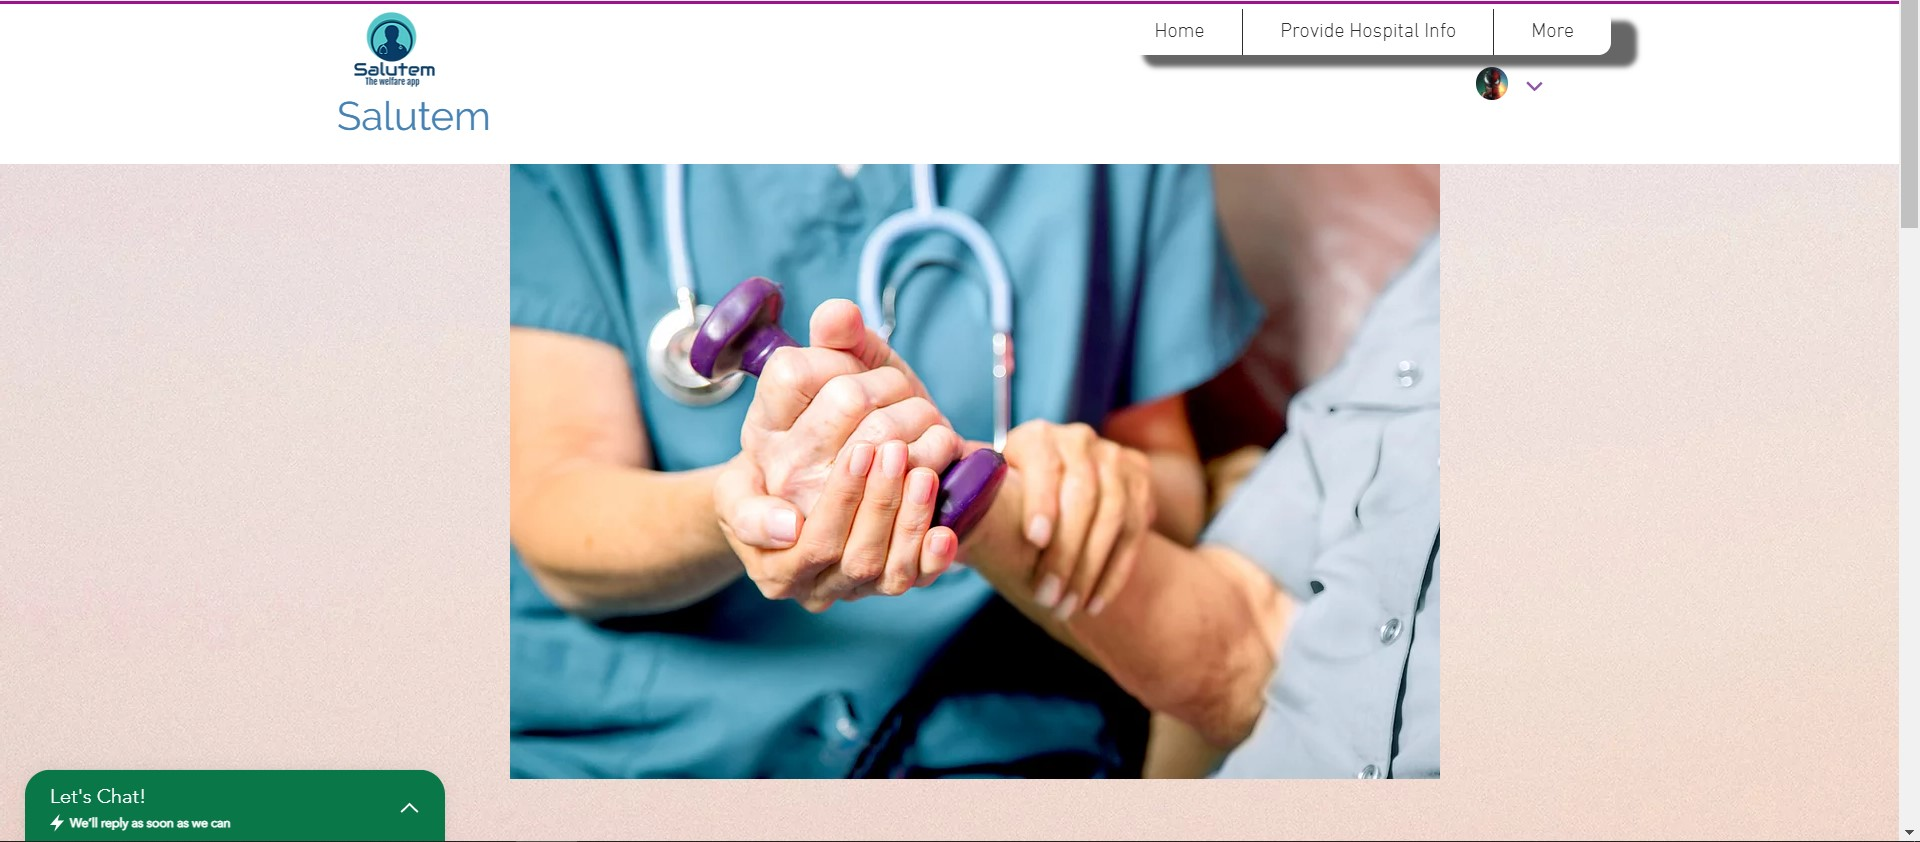 Salutem
The welfare app
Salutem
Home
Provide Hospital Info
More
Let's Chat!
We'll reply as soon as we can